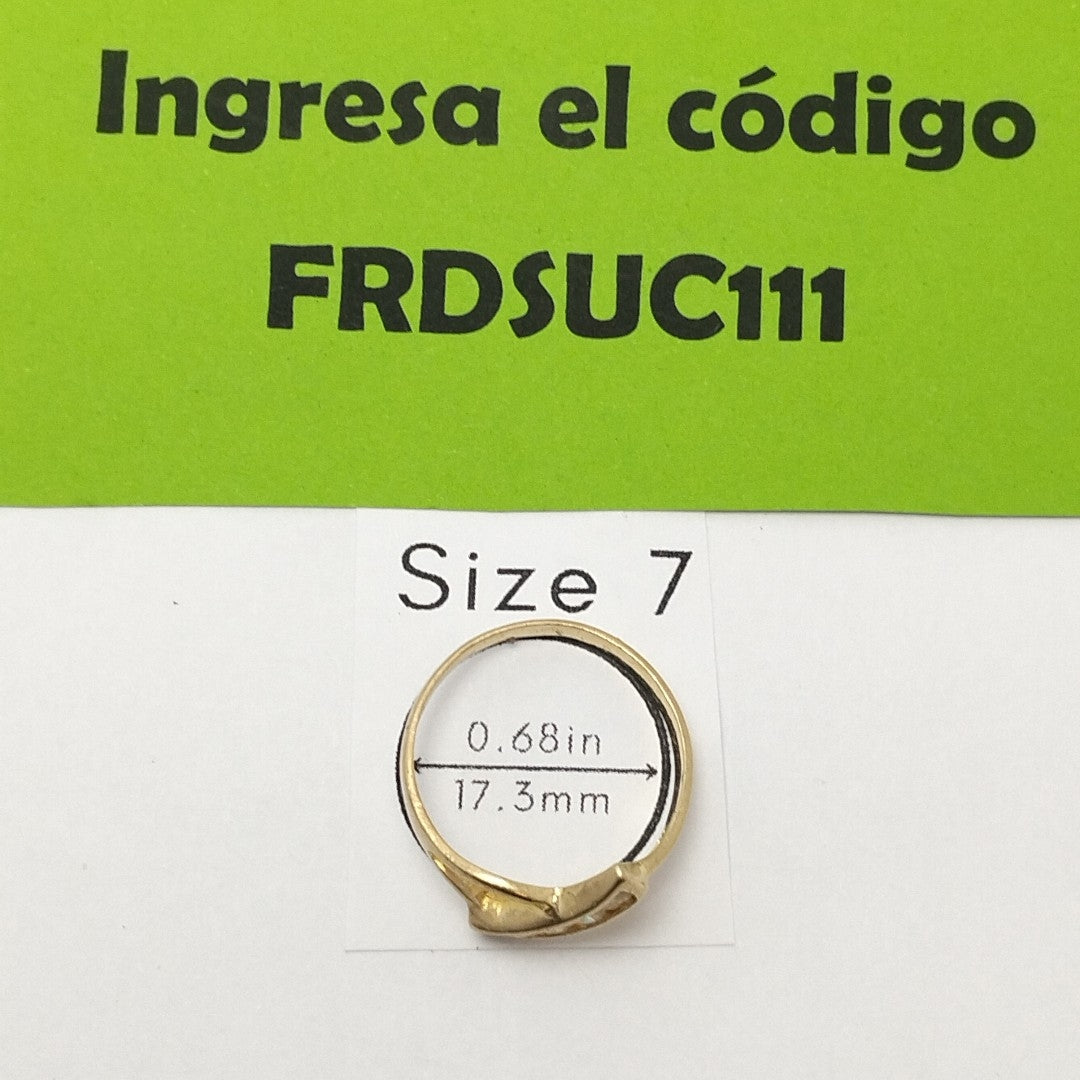 Ingresa el código
FRDSUC111
Size 7
0.68in
17.3mm